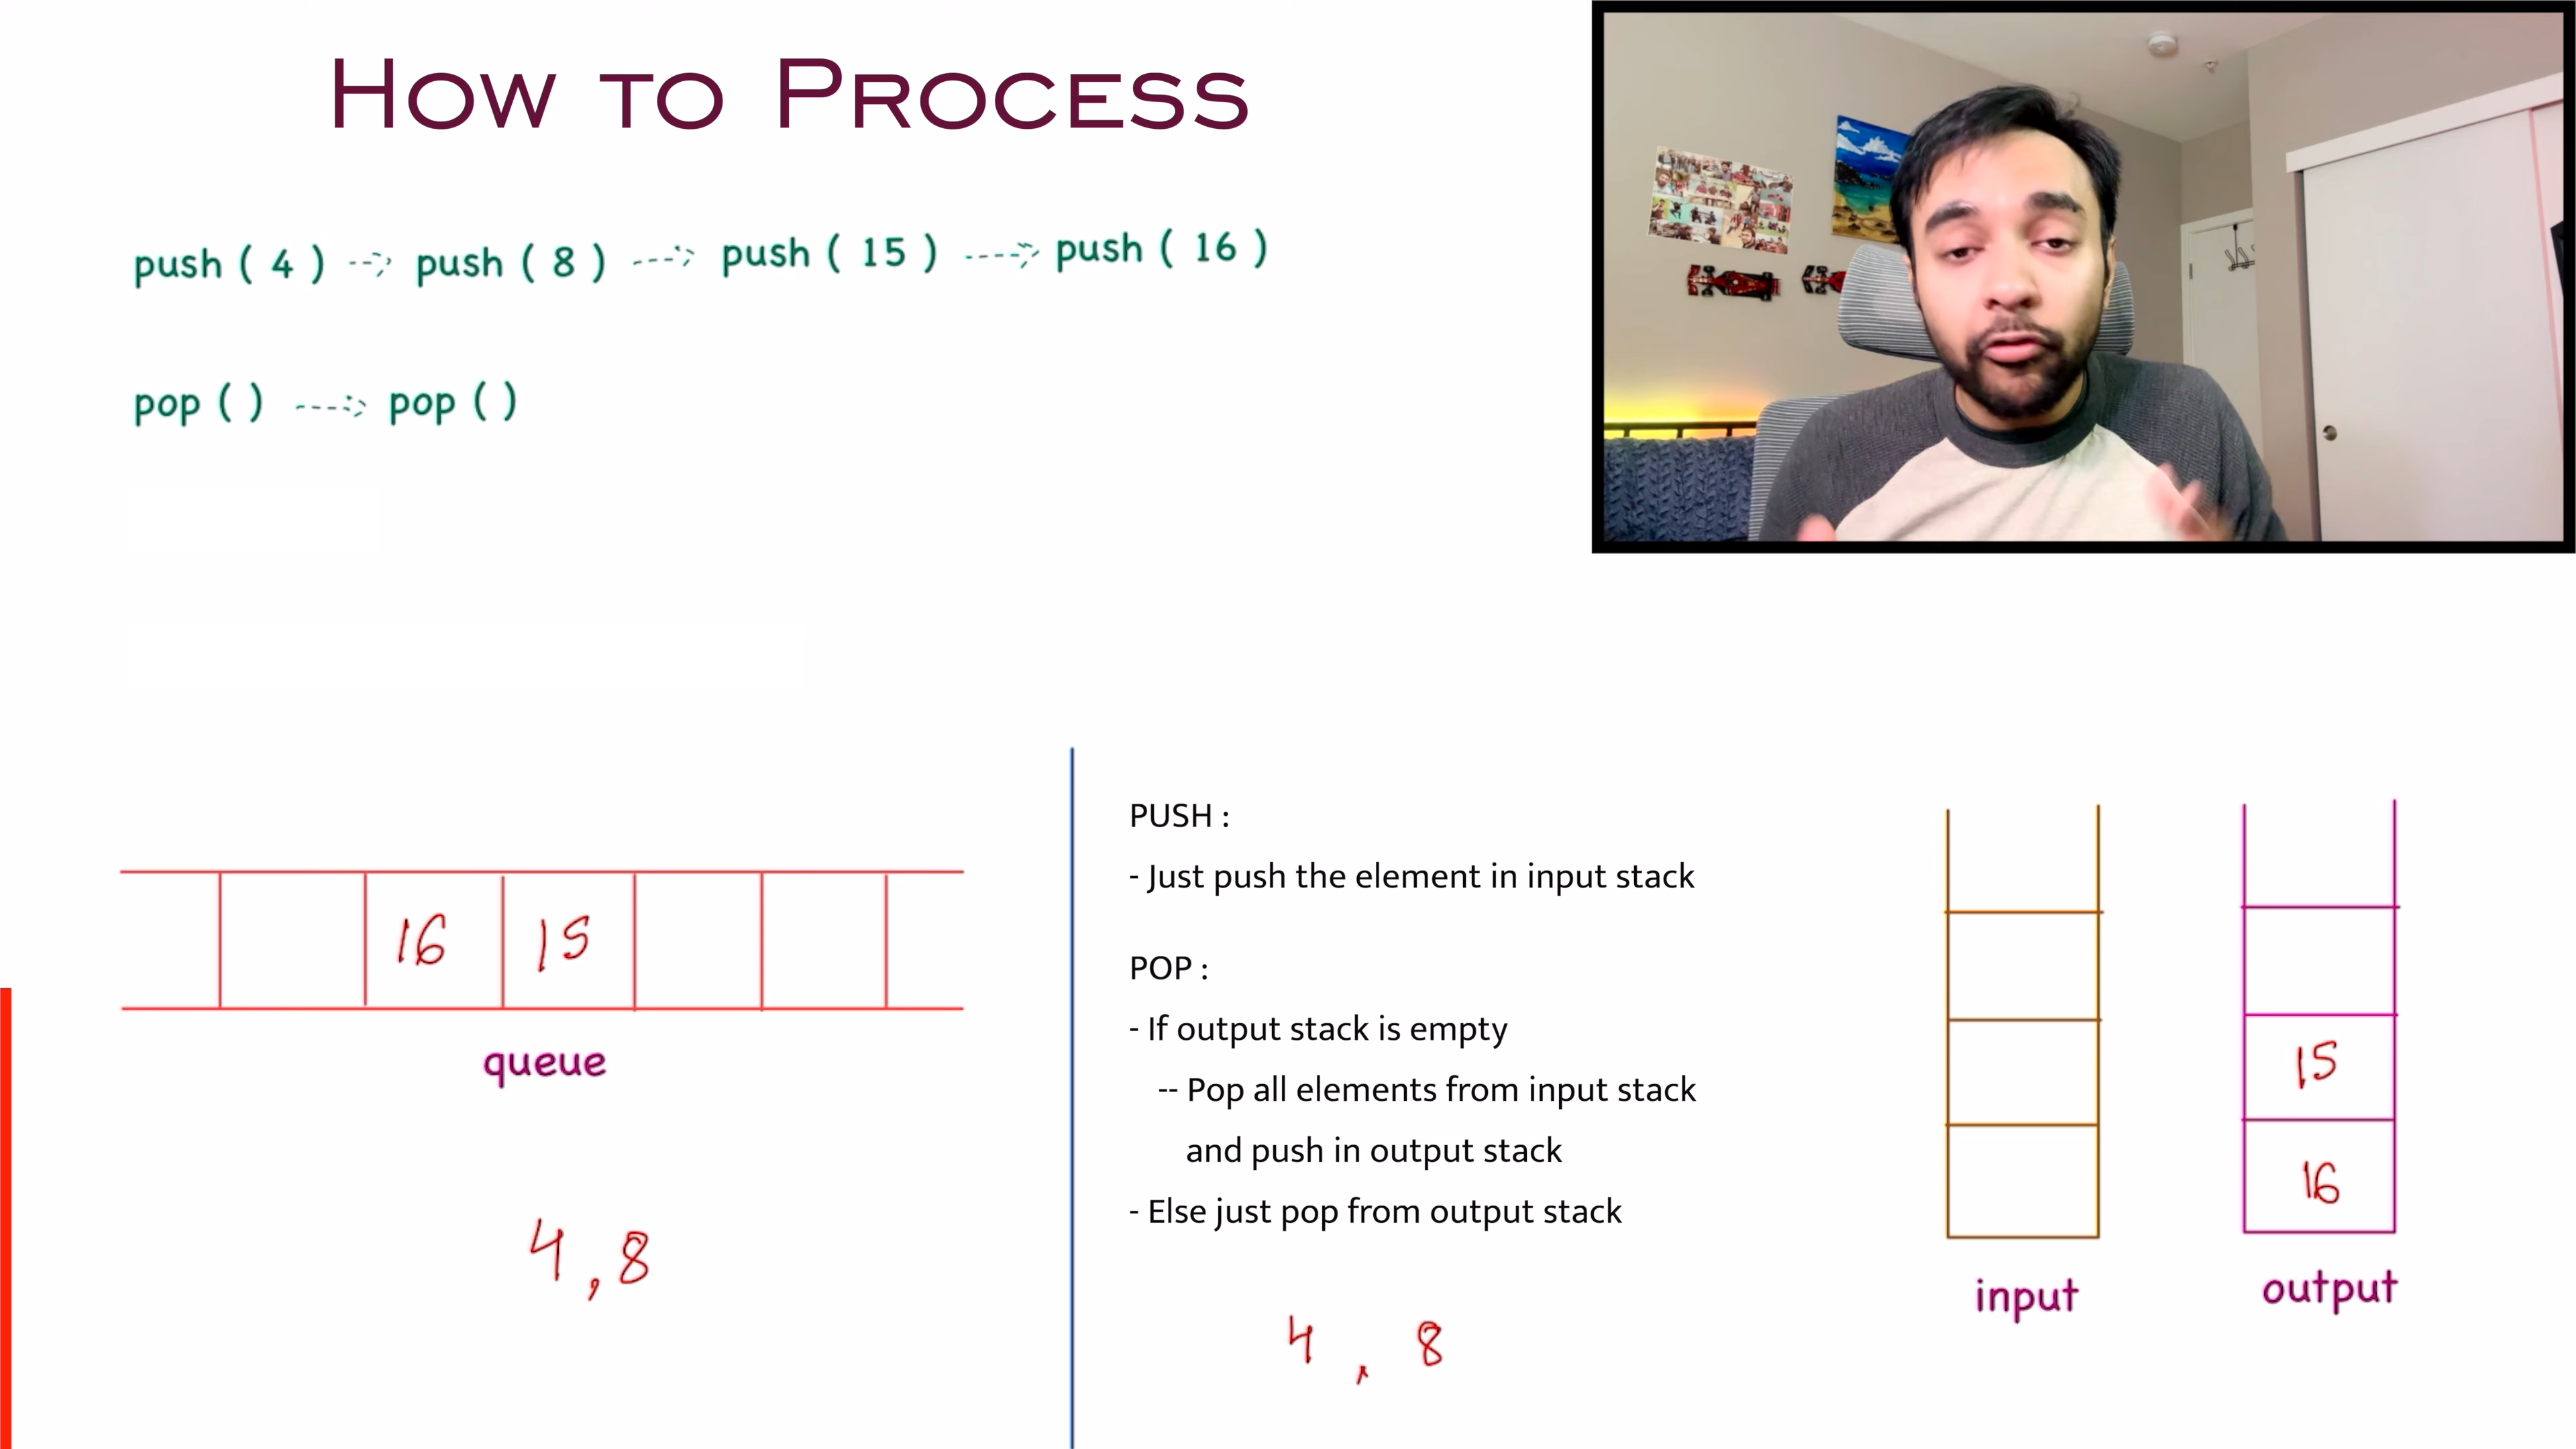 HOW TO PROCESS
push ( 4 ) ---> push ( 8 ) ---> push ( 15 ) ---> push ( 16 )
pop ( ) ---> pop ( )
16 15
queue
4 , 8
PUSH :
- Just push the element in input stack
POP :
- If output stack is empty
-- Pop all elements from input stack
and push in output stack
- Else just pop from output stack
4 , 8
input
15
16
output